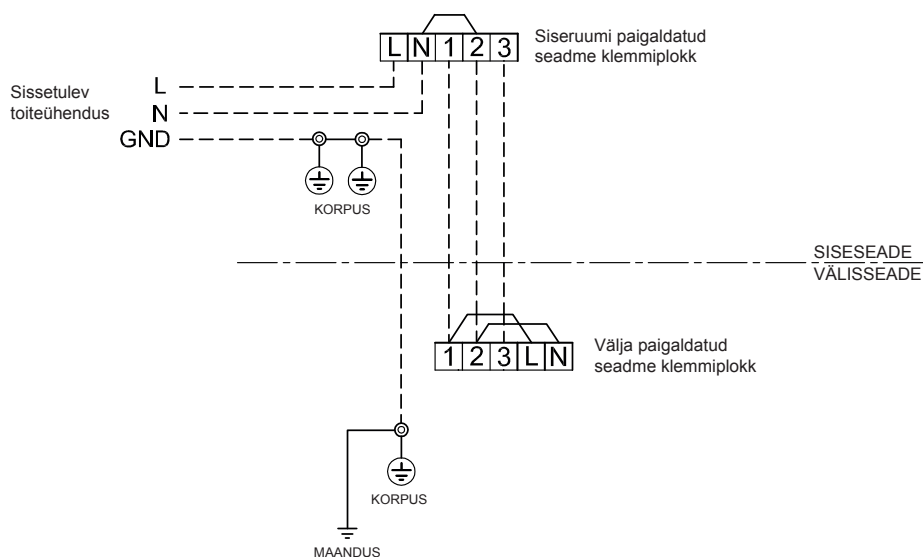 L N 1 2 3
Siseruumi paigaldatud
seadme klemmiplokk
Sissetulev
toiteühendus
L
N
GND
KORPUS
SISESEADE
VÄLISSEADE
1 2 3 L N
Välja paigaldatud
seadme klemmiplokk
KORPUS
MAANDUS